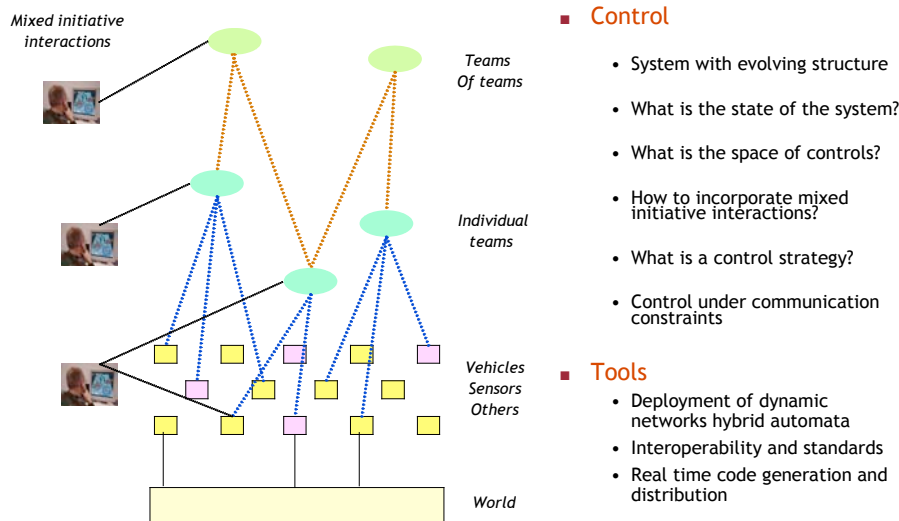 Mixed initiative
interactions
Teams
Of teams
Individual
teams
Vehicles
Sensors
Others
World
Control
• System with evolving structure
• What is the state of the system?
• What is the space of controls?
• How to incorporate mixed
initiative interactions?
• What is a control strategy?
• Control under communication
constraints
Tools
• Deployment of dynamic
networks hybrid automata
• Interoperability and standards
• Real time code generation and
distribution